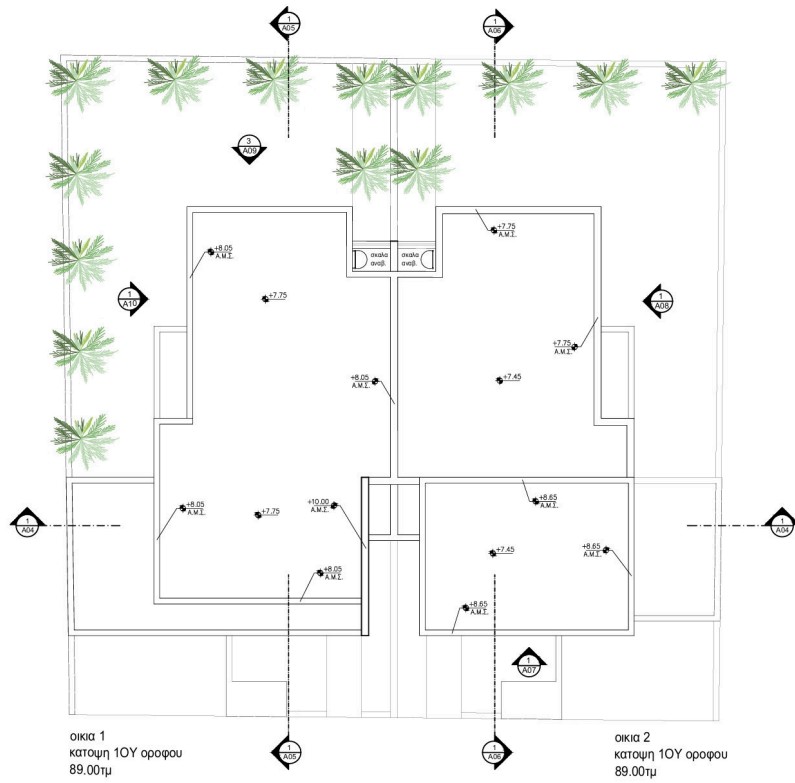 1
A05
1
A06
3
A09
+8.05
Α.Μ.Σ.
σκαλα
αναβ.
σκαλα
αναβ.
+7.75
Α.Μ.Σ.
1
A10
+7.75
1
A08
+7.75
Α.Μ.Σ.
+8.05
Α.Μ.Σ.
+7.45
+8.05
Α.Μ.Σ.
+7.75
+10.00
Α.Μ.Σ.
+8.65
Α.Μ.Σ.
1
A04
1
A04
+7.45
+8.65
Α.Μ.Σ.
+8.05
Α.Μ.Σ.
+8.65
Α.Μ.Σ.
1
A07
οικια 1
κατοψη 1ΟΥ οροφου
89.00τμ
1
A05
1
A06
οικια 2
κατοψη 1ΟΥ οροφου
89.00τμ